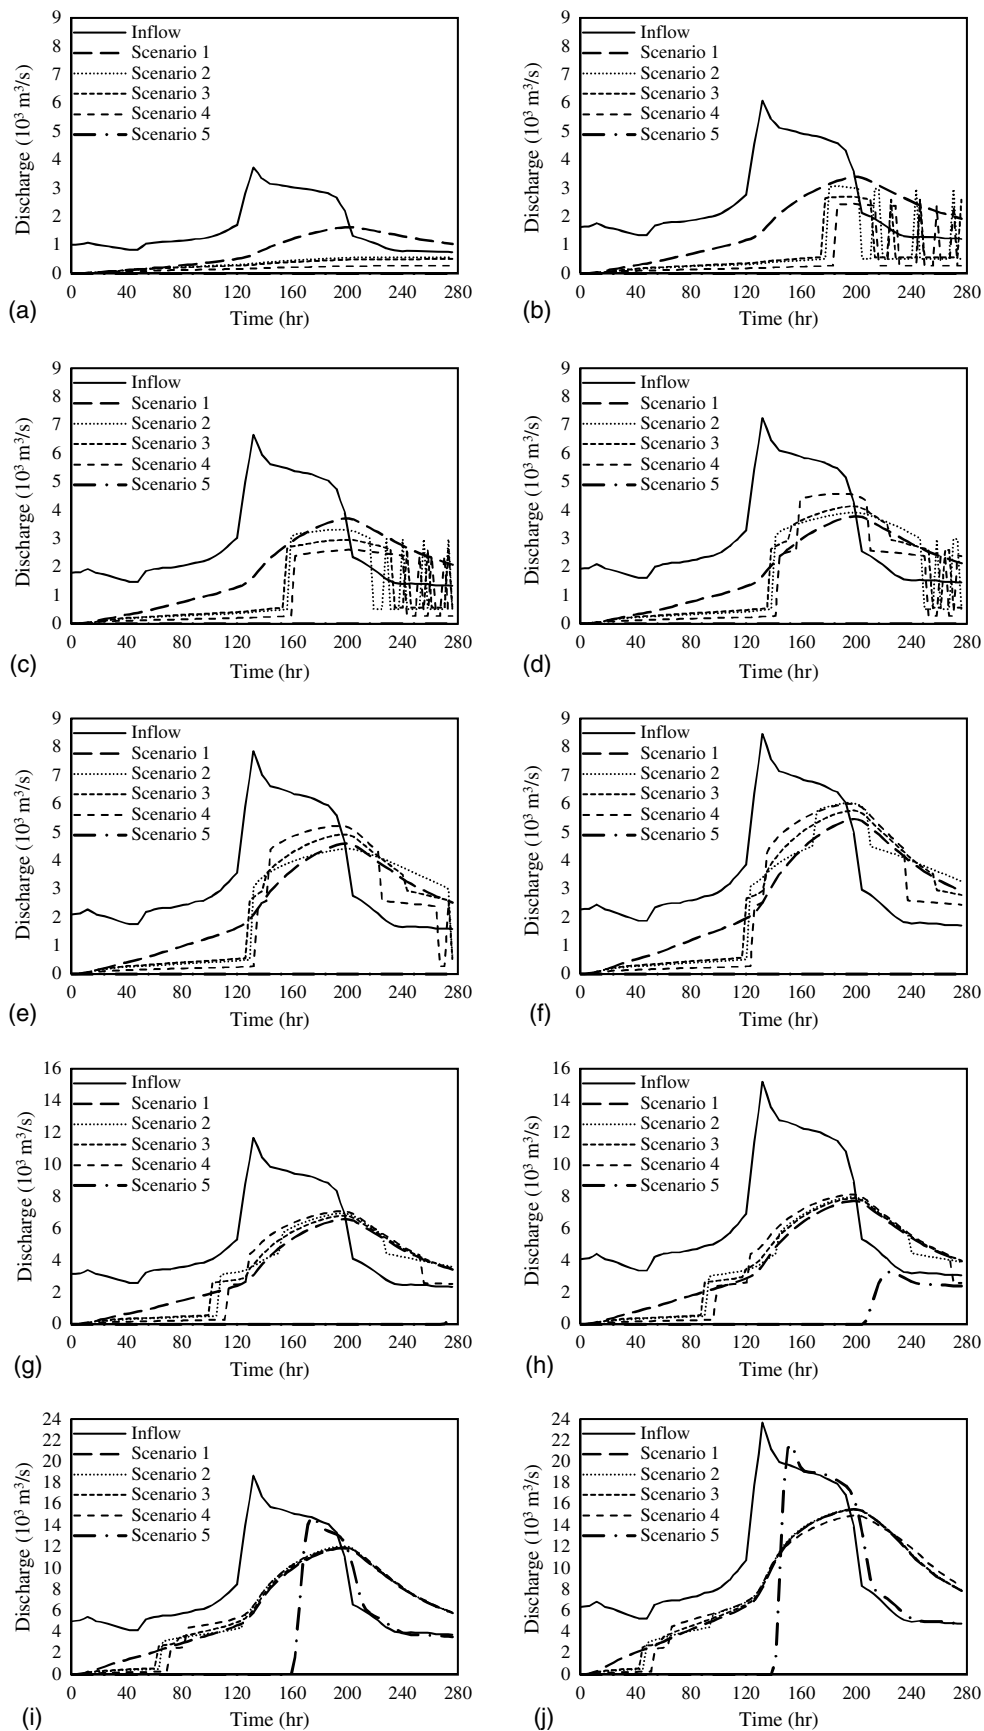 9
8
7
6
5
4
3
2
1
0
Discharge (10³ m³/s)
Inflow
Scenario 1
Scenario 2
Scenario 3
Scenario 4
Scenario 5
0 40 80 120 160 200 240 280
Time (hr)
(a)
9
8
7
6
5
4
3
2
1
0
Discharge (10³ m³/s)
Inflow
Scenario 1
Scenario 2
Scenario 3
Scenario 4
Scenario 5
0 40 80 120 160 200 240 280
Time (hr)
(b)
9
8
7
6
5
4
3
2
1
0
Discharge (10³ m³/s)
Inflow
Scenario 1
Scenario 2
Scenario 3
Scenario 4
Scenario 5
0 40 80 120 160 200 240 280
Time (hr)
(c)
9
8
7
6
5
4
3
2
1
0
Discharge (10³ m³/s)
Inflow
Scenario 1
Scenario 2
Scenario 3
Scenario 4
Scenario 5
0 40 80 120 160 200 240 280
Time (hr)
(d)
9
8
7
6
5
4
3
2
1
0
Discharge (10³ m³/s)
Inflow
Scenario 1
Scenario 2
Scenario 3
Scenario 4
Scenario 5
0 40 80 120 160 200 240 280
Time (hr)
(e)
9
8
7
6
5
4
3
2
1
0
Discharge (10³ m³/s)
Inflow
Scenario 1
Scenario 2
Scenario 3
Scenario 4
Scenario 5
0 40 80 120 160 200 240 280
Time (hr)
(f)
16
14
12
10
8
6
4
2
0
Discharge (10³ m³/s)
Inflow
Scenario 1
Scenario 2
Scenario 3
Scenario 4
Scenario 5
0 40 80 120 160 200 240 280
Time (hr)
(g)
16
14
12
10
8
6
4
2
0
Discharge (10³ m³/s)
Inflow
Scenario 1
Scenario 2
Scenario 3
Scenario 4
Scenario 5
0 40 80 120 160 200 240 280
Time (hr)
(h)
24
22
20
18
16
14
12
10
8
6
4
2
0
Discharge (10³ m³/s)
Inflow
Scenario 1
Scenario 2
Scenario 3
Scenario 4
Scenario 5
0 40 80 120 160 200 240 280
Time (hr)
(i)
24
22
20
18
16
14
12
10
8
6
4
2
0
Discharge (10³ m³/s)
Inflow
Scenario 1
Scenario 2
Scenario 3
Scenario 4
Scenario 5
0 40 80 120 160 200 240 280
Time (hr)
(j)